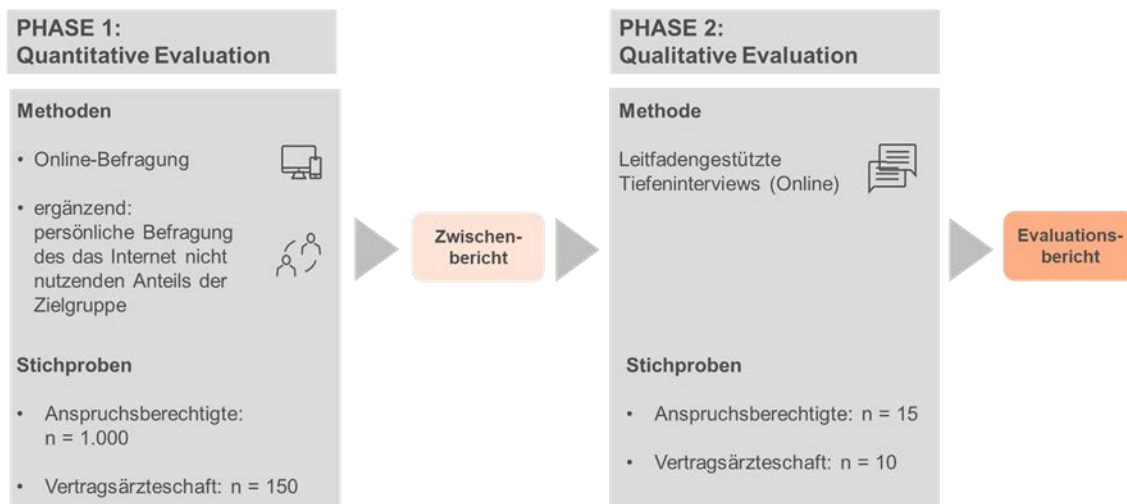 PHASE 1:
Quantitative Evaluation
Methoden
• Online-Befragung
• ergänzend:
persönliche Befragung
des das Internet nicht
nutzenden Anteils der
Zielgruppe
Stichproben
• Anspruchsberechtigte:
n = 1.000
• Vertragsärzteschaft: n = 150
Zwischen-
bericht
PHASE 2:
Qualitative Evaluation
Methode
Leitfadengestützte
Tiefeninterviews (Online)
Stichproben
• Anspruchsberechtigte: n = 15
• Vertragsärzteschaft: n = 10
Evaluations-
bericht